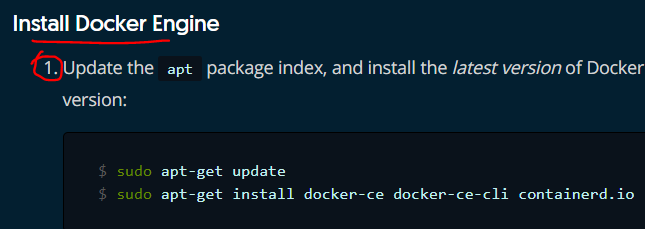 Install Docker Engine
1. Update the apt package index, and install the latest version of Docker
version:
$ sudo apt-get update
$ sudo apt-get install docker-ce docker-ce-cli containerd.io